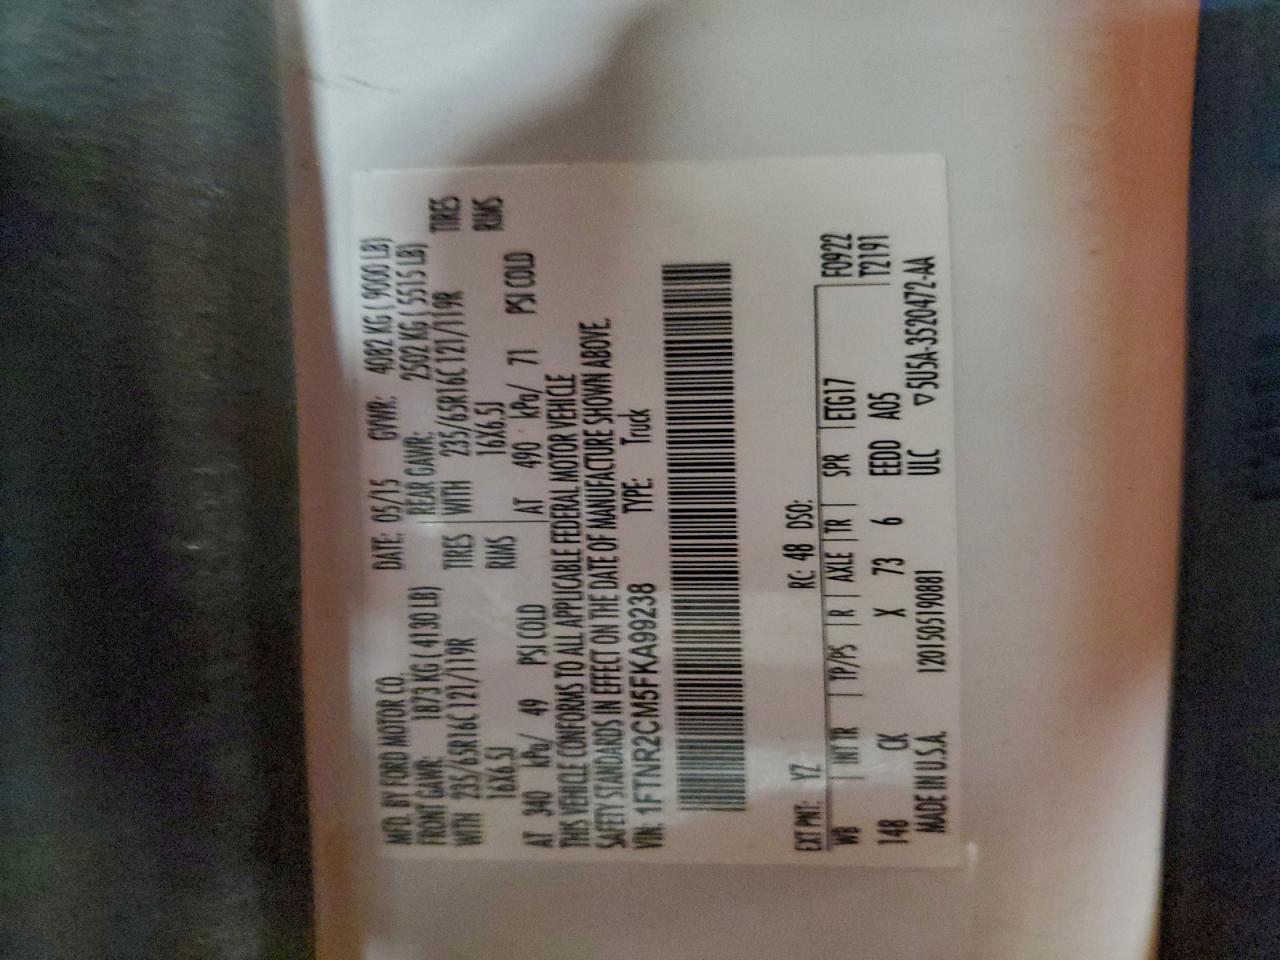 MFD. BY FORD MOTOR CO. DATE: 05/15 GVWR: 4082 KG ( 9000 LB)
FRONT GAWR: 1873 KG ( 4130 LB) REAR GAWR: 2502 KG ( 5515 LB)
WITH 235/65R16C 121/119R TIRES WITH 235/65R16C 121/119R TIRES
16X6.5J RIMS 16X6.5J RIMS
AT 340 kPa/ 49 PSI COLD AT 490 kPa/ 71 PSI COLD
THIS VEHICLE CONFORMS TO ALL APPLICABLE FEDERAL MOTOR VEHICLE
SAFETY STANDARDS IN EFFECT ON THE DATE OF MANUFACTURE SHOWN ABOVE.
VIN: 1FTNR2CM5FKA99238 TYPE: Truck
EXT PNT: YZ RC: 48 DSO:
WB INT TR TP/PS R AXLE TR SPR ETG17 F0922
148 CK X 73 6 EEDD A05 T2191
MADE IN U.S.A. 120150519088​1 ULC ▽5U5A-3520472-AA